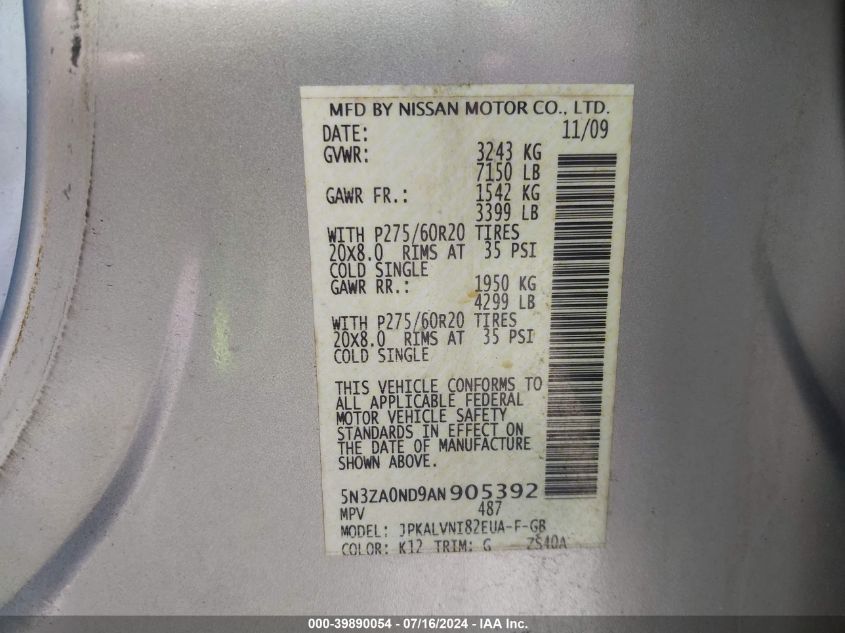 MFD BY NISSAN MOTOR CO., LTD.
DATE: 11/09
GVWR: 3243 KG
7150 LB
GAWR FR.: 1542 KG
3399 LB
WITH P275/60R20 TIRES
20X8.0 RIMS AT 35 PSI
COLD SINGLE
GAWR RR.: 1950 KG
4299 LB
WITH P275/60R20 TIRES
20X8.0 RIMS AT 35 PSI
COLD SINGLE
THIS VEHICLE CONFORMS TO
ALL APPLICABLE FEDERAL
MOTOR VEHICLE SAFETY
STANDARDS IN EFFECT ON
THE DATE OF MANUFACTURE
SHOWN ABOVE.
5N3ZA0ND9AN905392
MPV 487
MODEL: JPKALVNI82EUA-F-GB
COLOR: K12 TRIM: G ZS40A
000-39890054 - 07/16/2024 - IAA Inc.